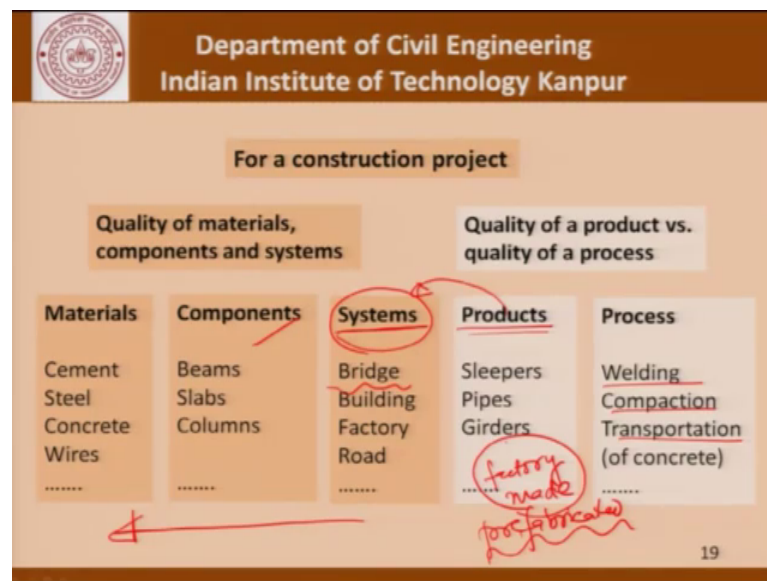 Department of Civil Engineering
Indian Institute of Technology Kanpur
For a construction project
Quality of materials,
components and systems
Quality of a product vs.
quality of a process
Materials
Cement
Steel
Concrete
Wires
.......
Components
Beams
Slabs
Columns
.......
Systems
Bridge
Building
Factory
Road
.......
Products
Sleepers
Pipes
Girders
.......
factory
made
prefabricated
Process
Welding
Compaction
Transportation
(of concrete)
.......
19